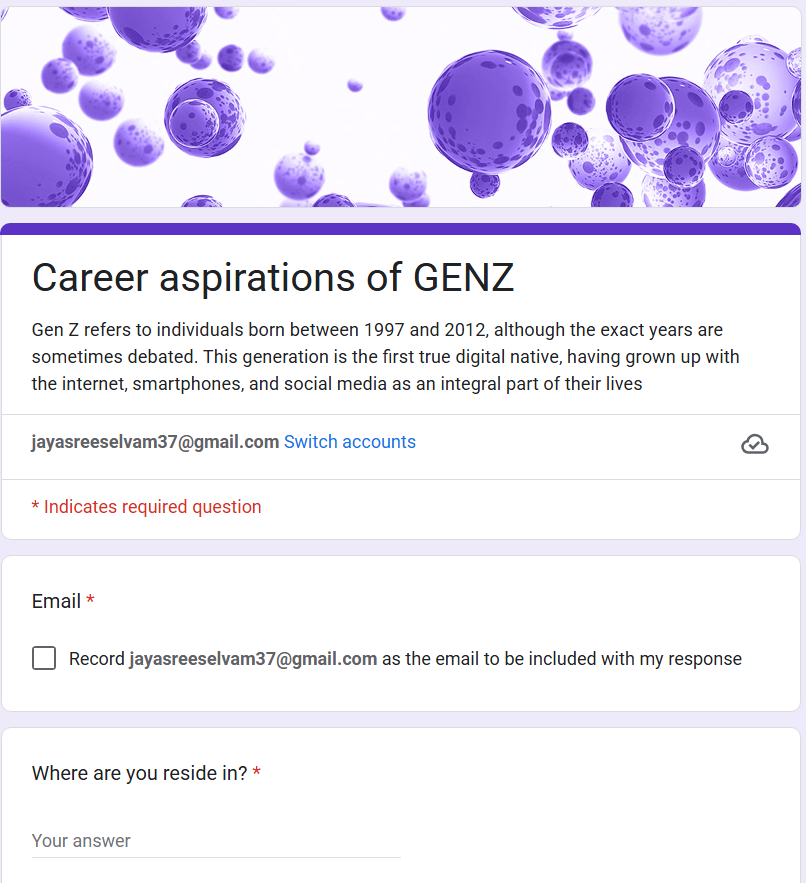 Career aspirations of GENZ
Gen Z refers to individuals born between 1997 and 2012, although the exact years are
sometimes debated. This generation is the first true digital native, having grown up with
the internet, smartphones, and social media as an integral part of their lives
jayasreeselvam37@gmail.com Switch accounts
* Indicates required question
Email *
Record jayasreeselvam37@gmail.com as the email to be included with my response
Where are you reside in? *
Your answer